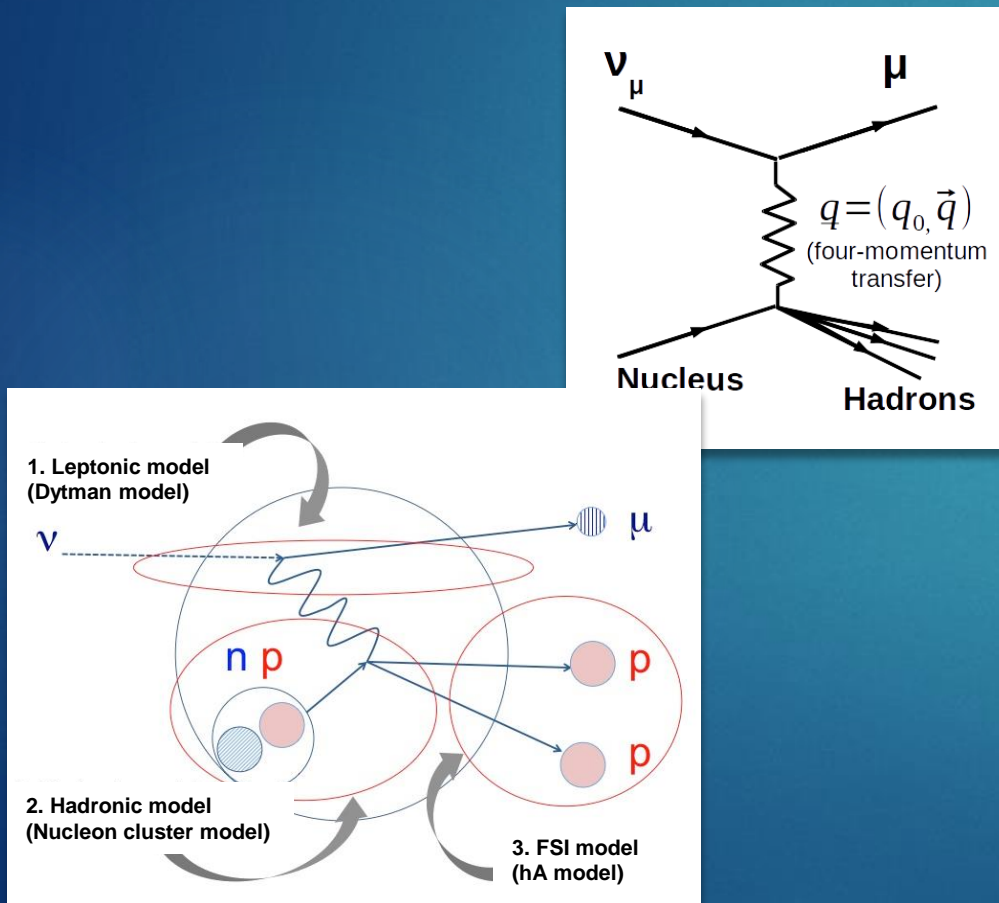 ν
μ
μ
q=(q₀, q⃗)
(four-momentum
transfer)
Nucleus
Hadrons
1. Leptonic model
(Dytman model)
ν
μ
n p
p
p
2. Hadronic model
(Nucleon cluster model)
3. FSI model
(hA model)